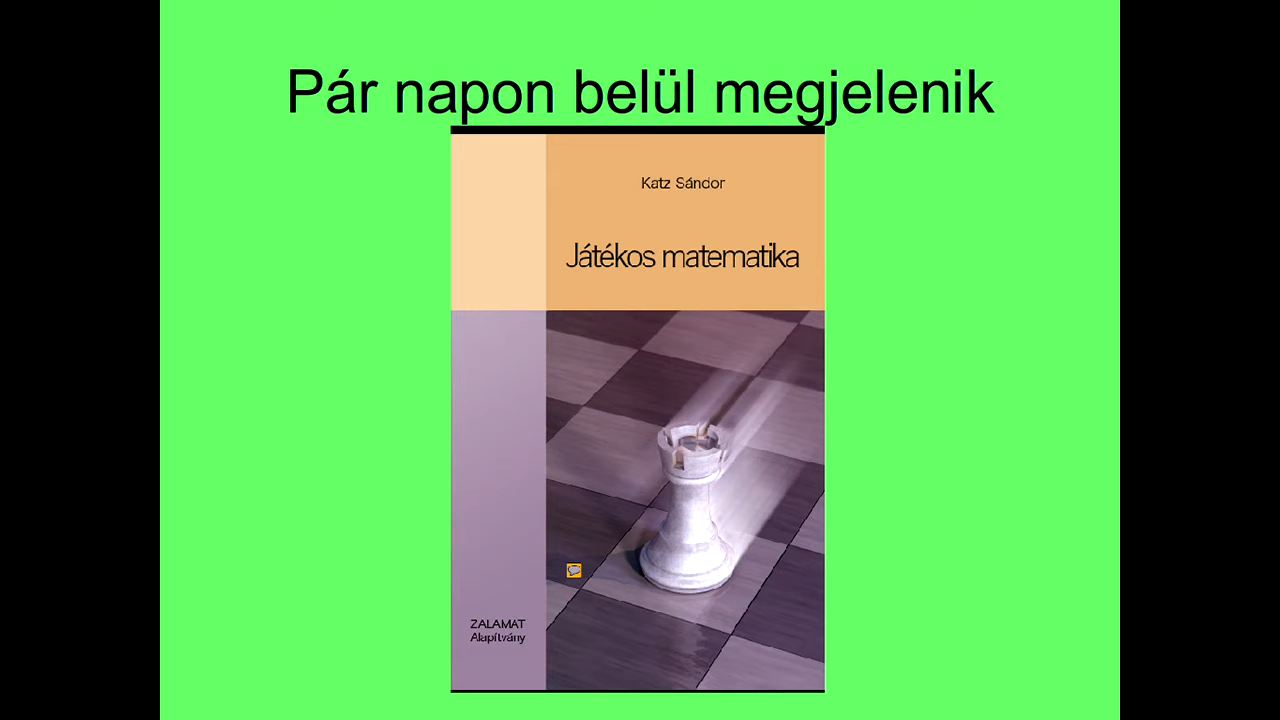 Pár napon belül megjelenik
Katz Sándor
Játékos matematika
ZALAMAT
Alapítvány